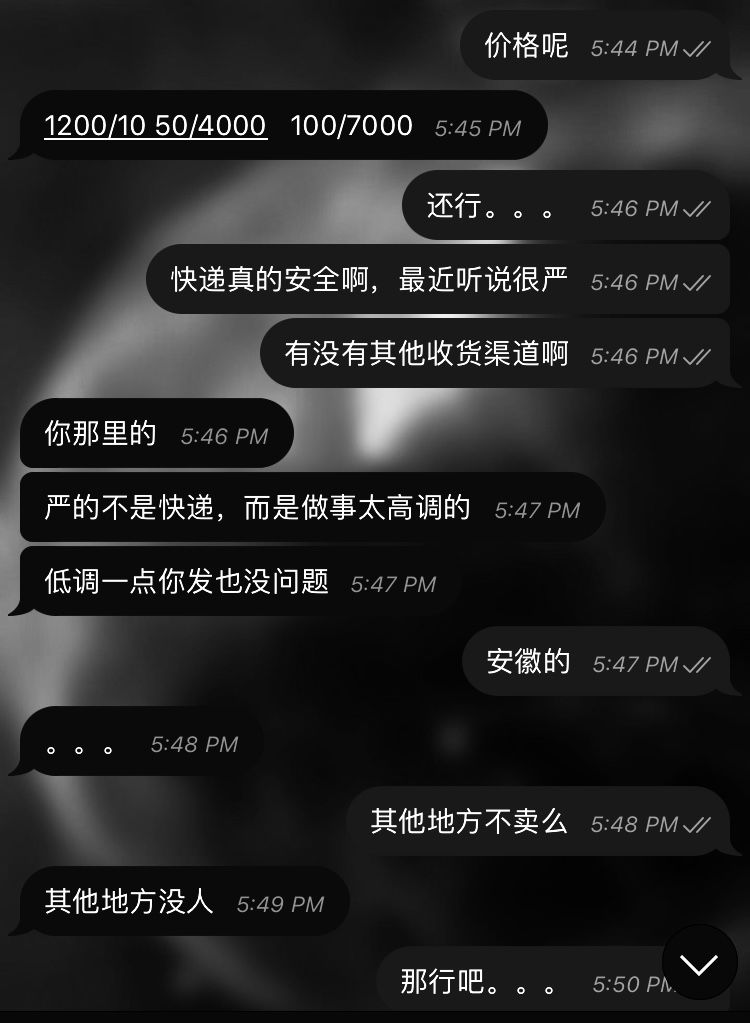 价格呢 5:44 PM
1200/10 50/4000 100/7000 5:45 PM
还行。。。 5:46 PM
快递真的安全啊，最近听说很严 5:46 PM
有没有其他收货渠道啊 5:46 PM
你那里的 5:46 PM
严的不是快递，而是做事太高调的 5:47 PM
低调一点你发也没问题 5:47 PM
安徽的 5:47 PM
。。。 5:48 PM
其他地方不卖么 5:48 PM
其他地方没人 5:49 PM
那行吧。。。 5:50 PM